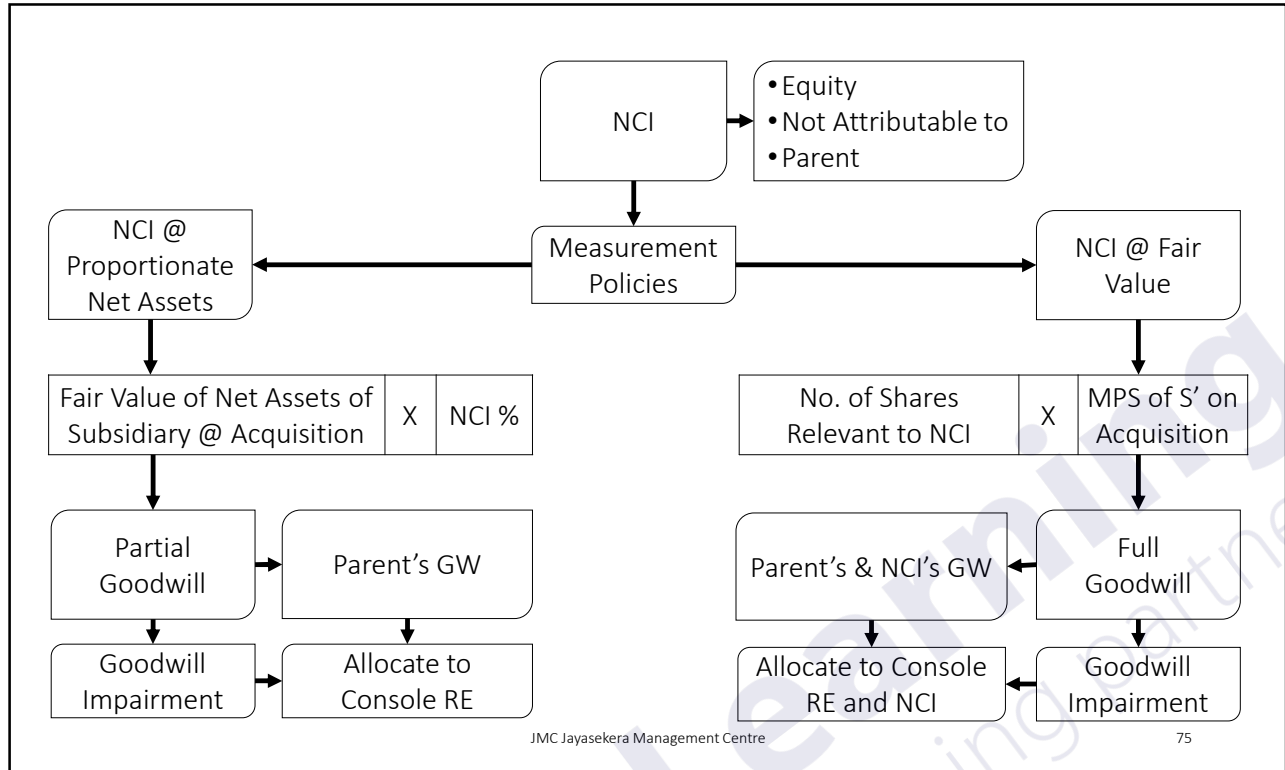 NCI
• Equity
• Not Attributable to
• Parent
NCI @
Proportionate
Net Assets
Measurement
Policies
NCI @ Fair
Value
Fair Value of Net Assets of
Subsidiary @ Acquisition
X
NCI %
No. of Shares
Relevant to NCI
X
MPS of S’ on
Acquisition
Partial
Goodwill
Parent’s GW
Parent’s & NCI’s GW
Full
Goodwill
Goodwill
Impairment
Allocate to
Console RE
Allocate to Console
RE and NCI
Goodwill
Impairment
JMC Jayasekera Management Centre
75
Learning